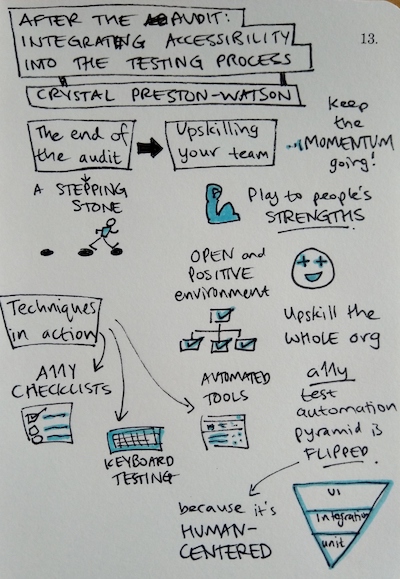 AFTER THE AUDIT:
INTEGRATING ACCESSIBILITY
INTO THE TESTING PROCESS
13.
CRYSTAL PRESTON-WATSON
The end of
the audit
Upskilling
your team
Keep
the
MOMENTUM
going!
A STEPPING
STONE
Play to people's
STRENGTHS
OPEN and
POSITIVE
environment
Upskill the
WHOLE org
Techniques
in action
A11Y
CHECKLISTS
KEYBOARD
TESTING
AUTOMATED
TOOLS
a11y
test
automation
pyramid is
FLIPPED
because it's
HUMAN-
CENTERED
UI
integration
unit